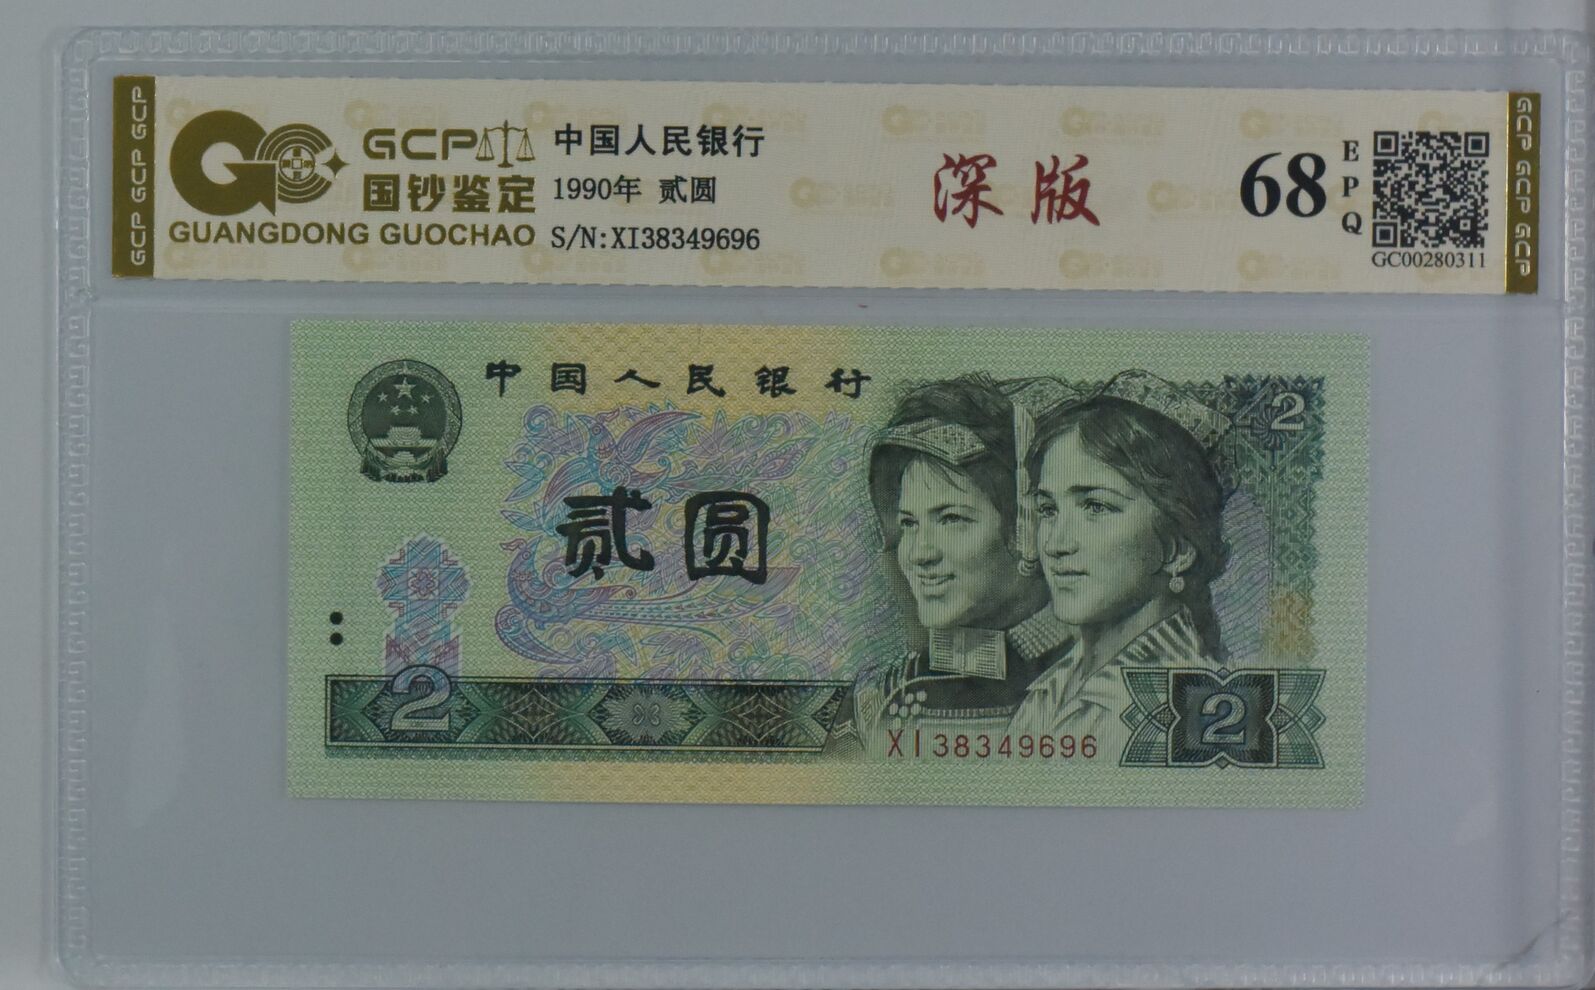 GCP
国钞鉴定
GUANGDONG GUOCHAO
中国人民银行
1990年 贰圆
S/N:XI38349696
深版
68
EPQ
GC00280311
GCP GCP GCP
GCP GCP GCP
中国人民银行
2
贰圆
2
XI38349696
2